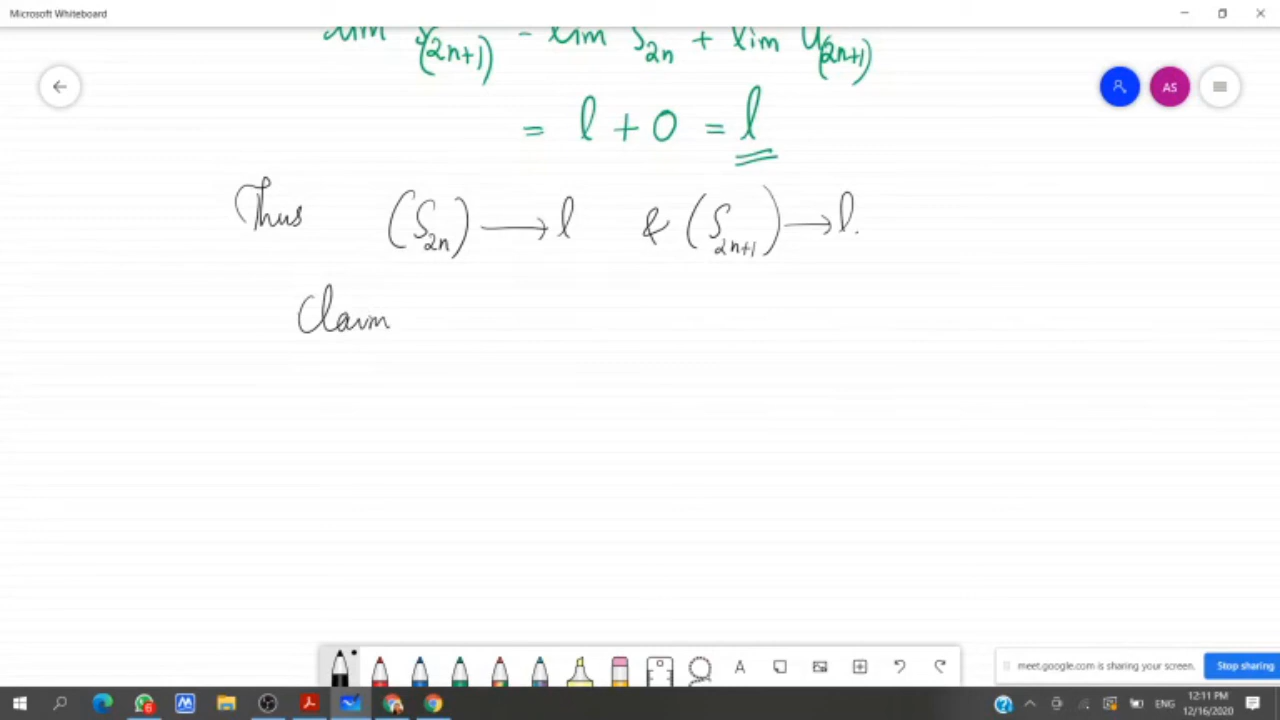 Microsoft Whiteboard
lim S(2n+1) = lim S2n + lim U(2n+1)
= l + 0 = l
AS
Thus (S2n) → l & (S2n+1) → l.
Claim
A
meet.google.com is sharing your screen. Stop sharing
ENG 12:11 PM
12/16/2020